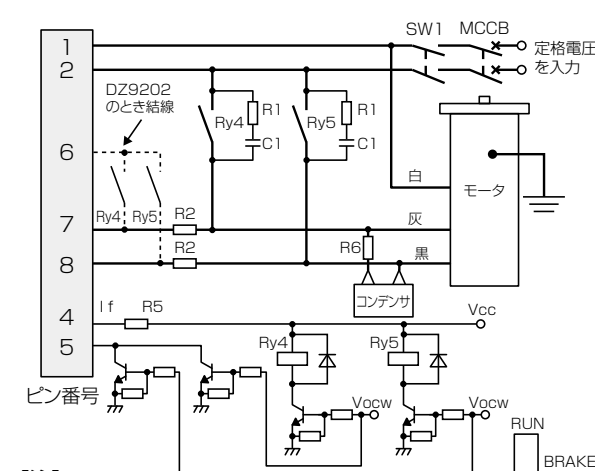 SW1 MCCB
定格電圧
を入力
1
2
DZ9202
のとき結線
Ry4
R1
C1
Ry5
R1
C1
6
白
モータ
Ry4
Ry5
R2
灰
7
R2
R6
黒
8
コンデンサ
If
R5
Vcc
4
5
Ry4
Ry5
ピン番号
Vocw
Vocw
RUN
BRAKE